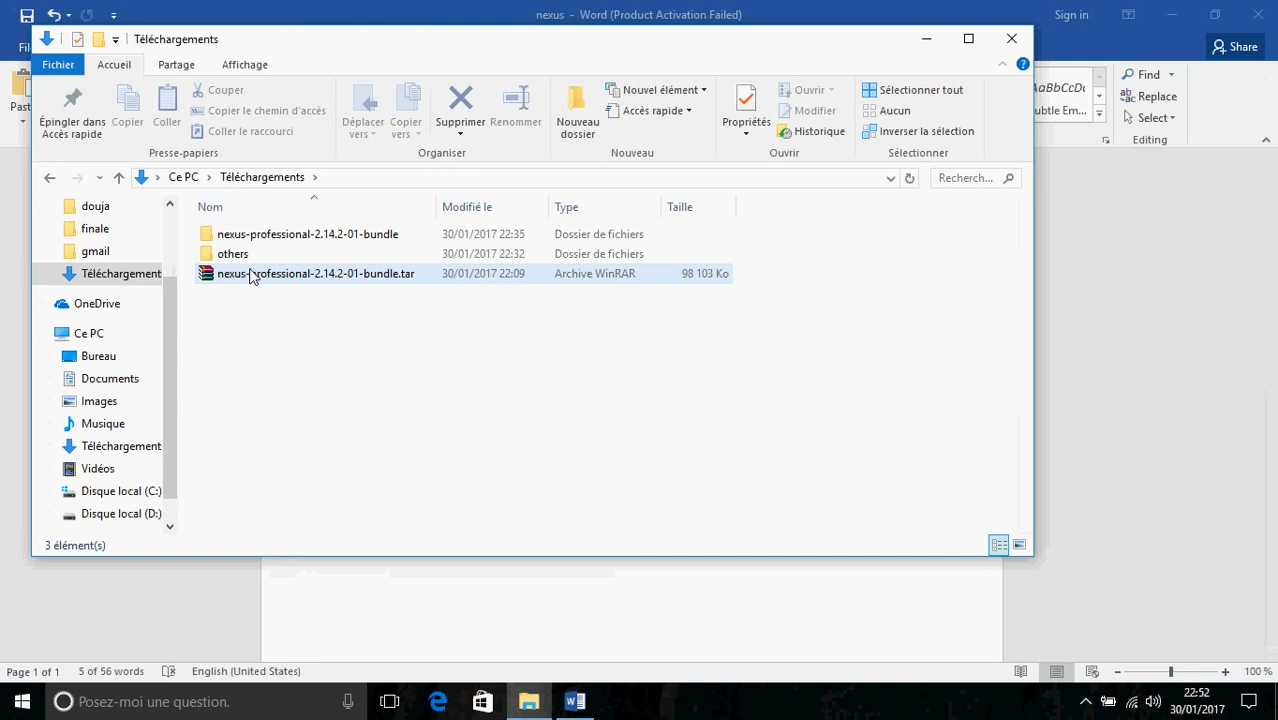 nexus - Word (Product Activation Failed)
Sign in
Téléchargements
Share
Fichier
Accueil
Partage
Affichage
Épingler dans Accès rapide
Copier
Coller
Couper
Copier le chemin d'accès
Coller le raccourci
Déplacer vers
Copier vers
Supprimer
Renommer
Nouveau dossier
Nouvel élément
Accès rapide
Propriétés
Ouvrir
Modifier
Historique
Sélectionner tout
Aucun
Inverser la sélection
Presse-papiers
Organiser
Nouveau
Ouvrir
Sélectionner
Find
Replace
Select
Editing
Ce PC > Téléchargements >
Recherch...
Nom
Modifié le
Type
Taille
nexus-professional-2.14.2-01-bundle 30/01/2017 22:35 Dossier de fichiers
others 30/01/2017 22:32 Dossier de fichiers
nexus-professional-2.14.2-01-bundle.tar 30/01/2017 22:09 Archive WinRAR 98 103 Ko
douja
finale
gmail
Téléchargement
OneDrive
Ce PC
Bureau
Documents
Images
Musique
Téléchargement
Vidéos
Disque local (C:)
Disque local (D:)
3 élément(s)
Page 1 of 1
5 of 56 words
English (United States)
100 %
Posez-moi une question.
22:52
30/01/2017